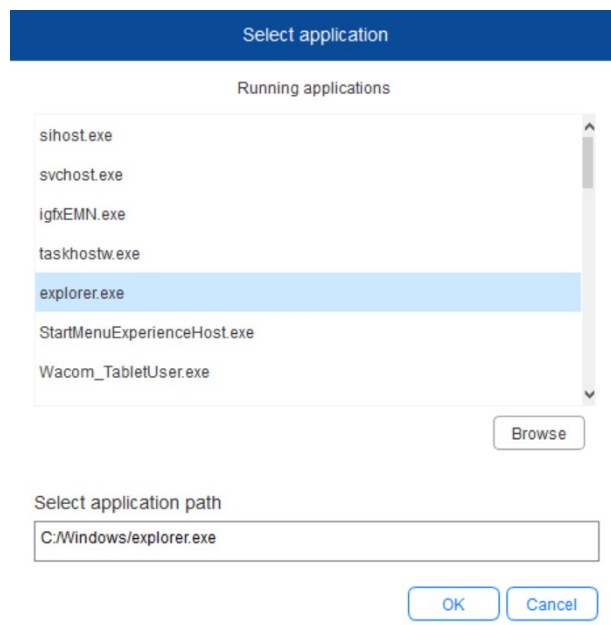 Select application
Running applications
sihost.exe
svchost.exe
igfxEMN.exe
taskhostw.exe
explorer.exe
StartMenuExperienceHost.exe
Wacom_TabletUser.exe
Browse
Select application path
C:/Windows/explorer.exe
OK
Cancel